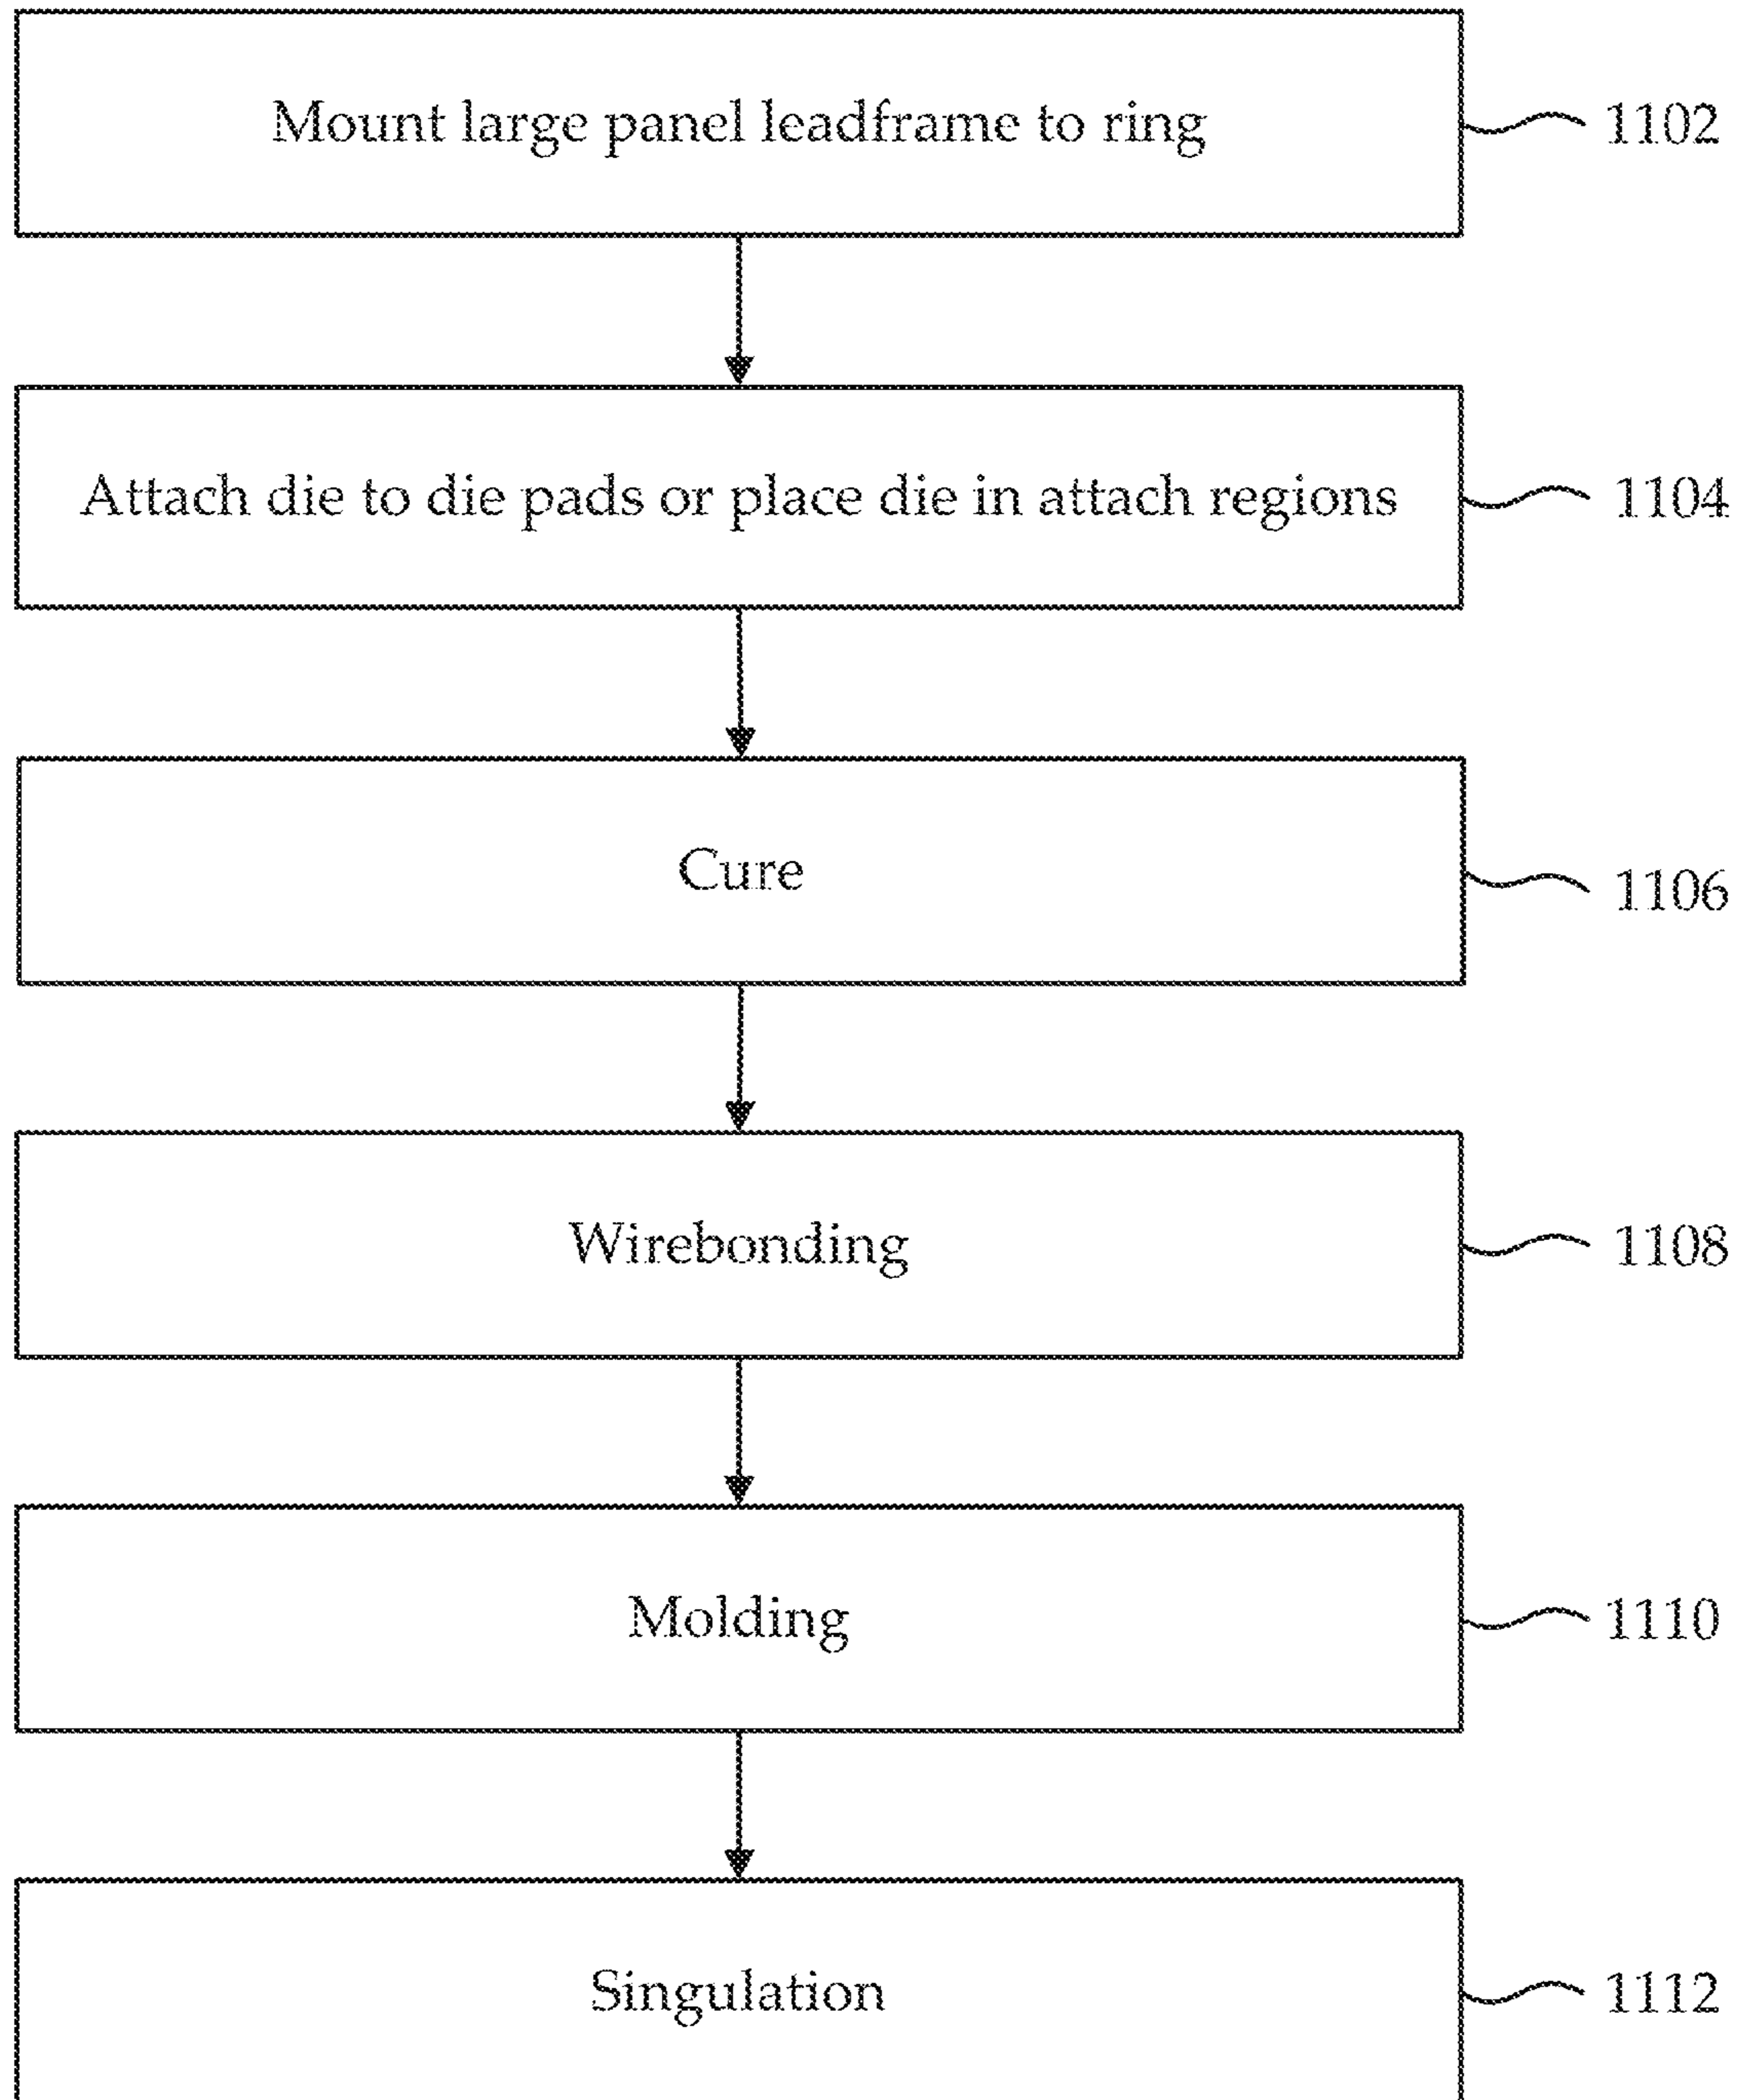 Mount large panel leadframe to ring
1102
Attach die to die pads or place die in attach regions
1104
Cure
1106
Wirebonding
1108
Molding
1110
Singulation
1112